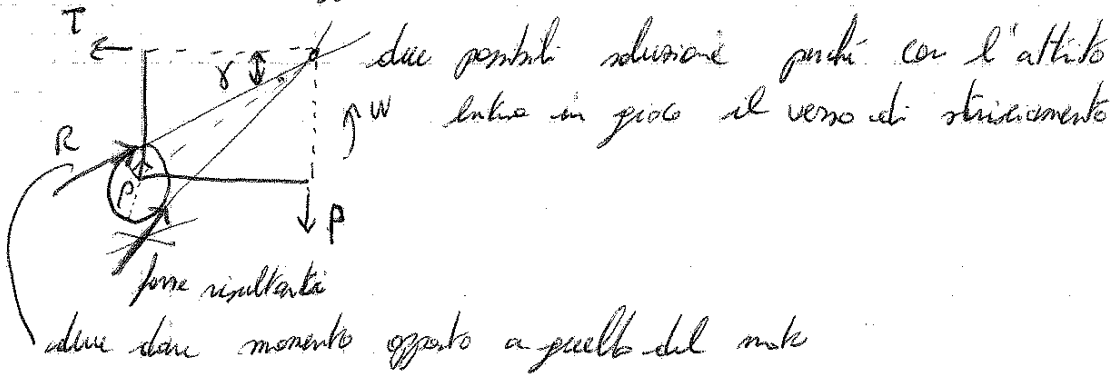 T
γ
due possibili soluzioni perché con l'attrito
W
entra in gioco il verso di strisciamento
R
ρ
P
forze risultanti
deve dare momento opposto a quello del moto